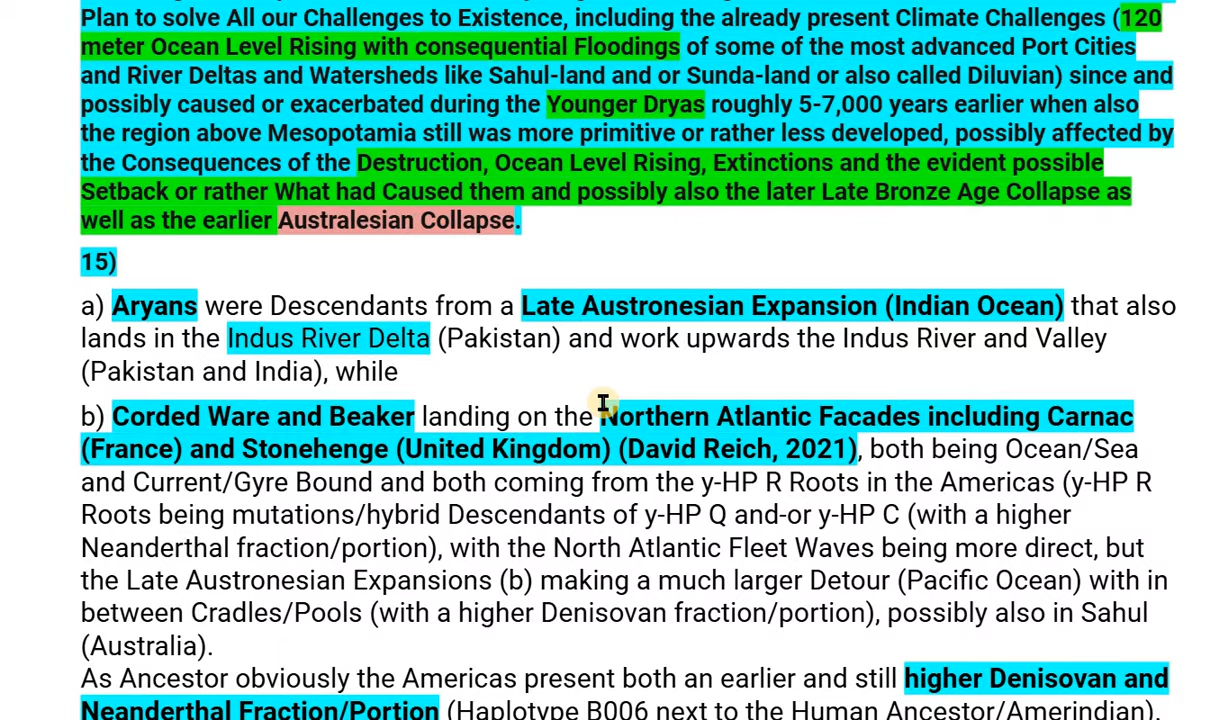 Plan to solve All our Challenges to Existence, including the already present Climate Challenges (120
meter Ocean Level Rising with consequential Floodings of some of the most advanced Port Cities
and River Deltas and Watersheds like Sahul-land and or Sunda-land or also called Diluvian) since and
possibly caused or exacerbated during the Younger Dryas roughly 5-7,000 years earlier when also
the region above Mesopotamia still was more primitive or rather less developed, possibly affected by
the Consequences of the Destruction, Ocean Level Rising, Extinctions and the evident possible
Setback or rather What had Caused them and possibly also the later Late Bronze Age Collapse as
well as the earlier Australesian Collapse.
15)
a) Aryans were Descendants from a Late Austronesian Expansion (Indian Ocean) that also
lands in the Indus River Delta (Pakistan) and work upwards the Indus River and Valley
(Pakistan and India), while
b) Corded Ware and Beaker landing on the Northern Atlantic Facades including Carnac
(France) and Stonehenge (United Kingdom) (David Reich, 2021), both being Ocean/Sea
and Current/Gyre Bound and both coming from the y-HP R Roots in the Americas (y-HP R
Roots being mutations/hybrid Descendants of y-HP Q and-or y-HP C (with a higher
Neanderthal fraction/portion), with the North Atlantic Fleet Waves being more direct, but
the Late Austronesian Expansions (b) making a much larger Detour (Pacific Ocean) with in
between Cradles/Pools (with a higher Denisovan fraction/portion), possibly also in Sahul
(Australia).
As Ancestor obviously the Americas present both an earlier and still higher Denisovan and
Neanderthal Fraction/Portion (Haplotype B006 next to the Human Ancestor/Amerindian).